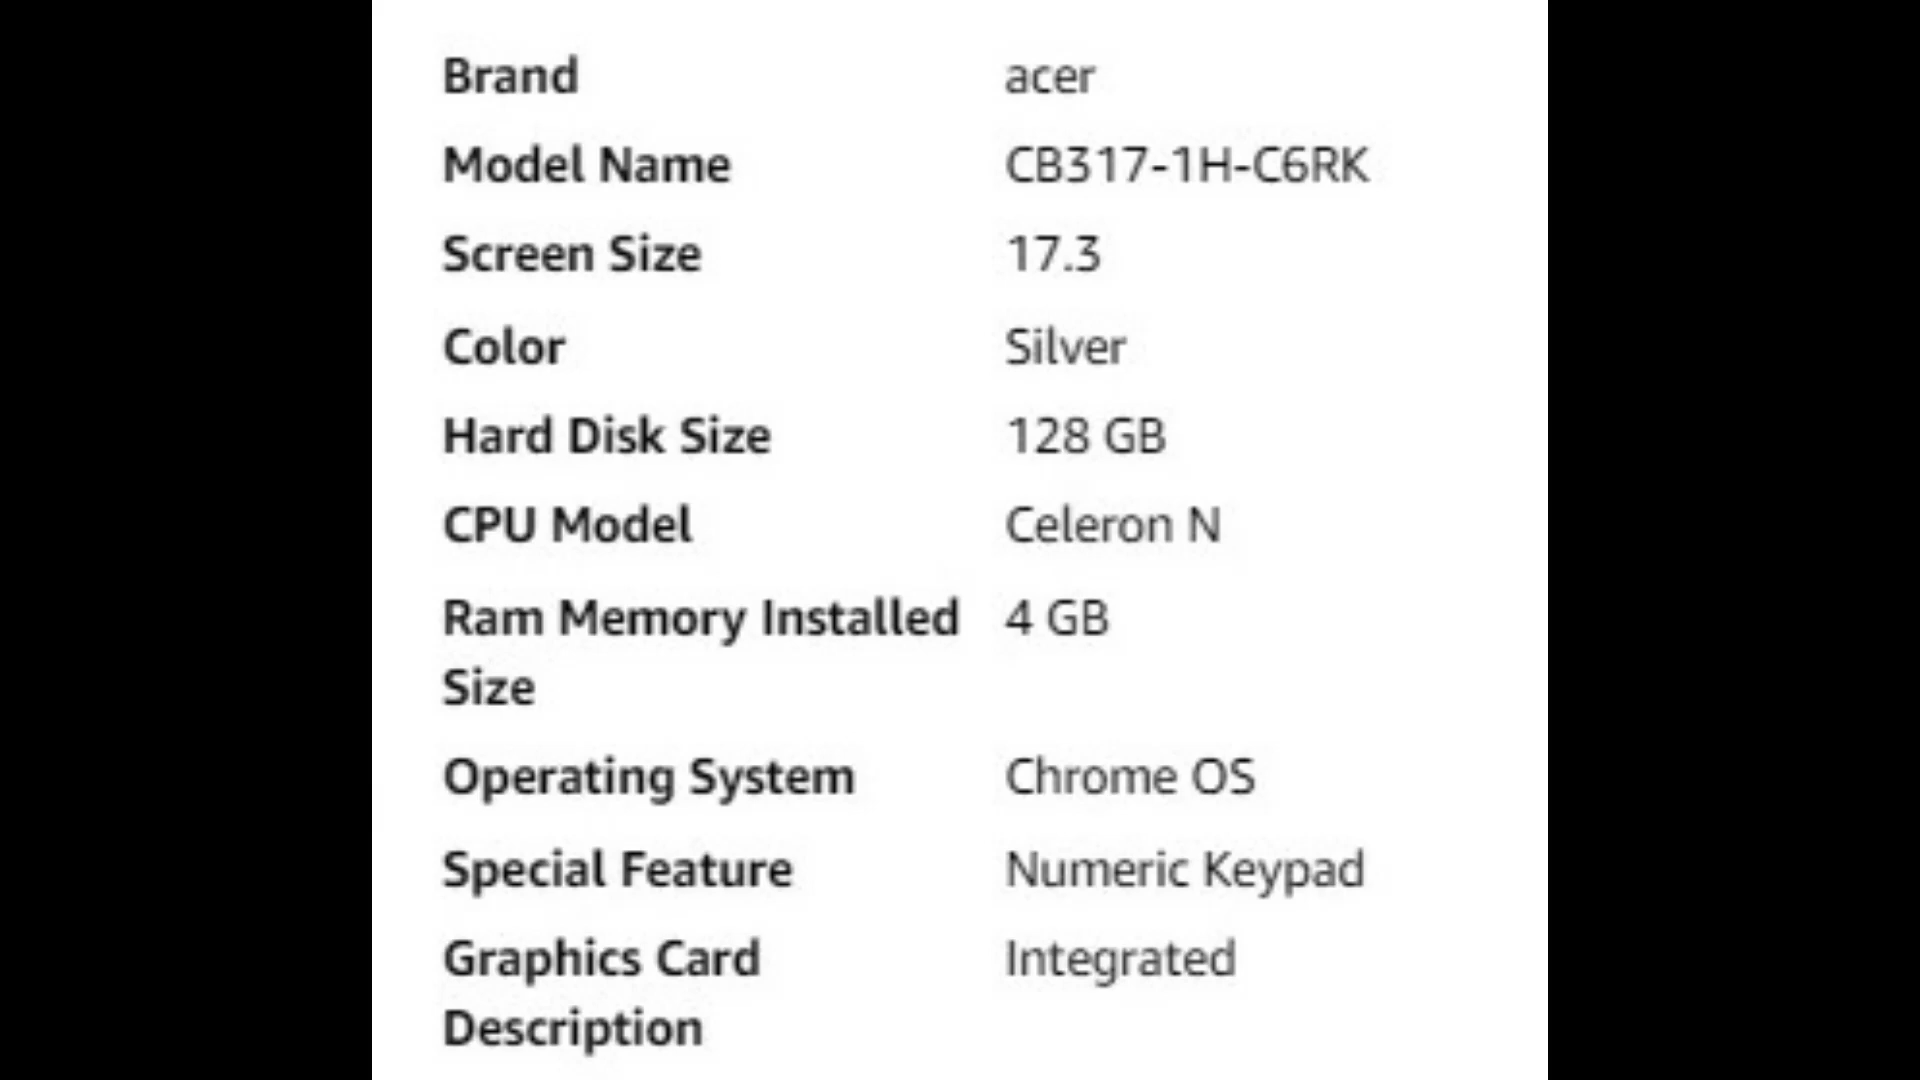 Brand acer
Model Name CB317-1H-C6RK
Screen Size 17.3
Color Silver
Hard Disk Size 128 GB
CPU Model Celeron N
Ram Memory Installed 4 GB
Size
Operating System Chrome OS
Special Feature Numeric Keypad
Graphics Card Integrated
Description